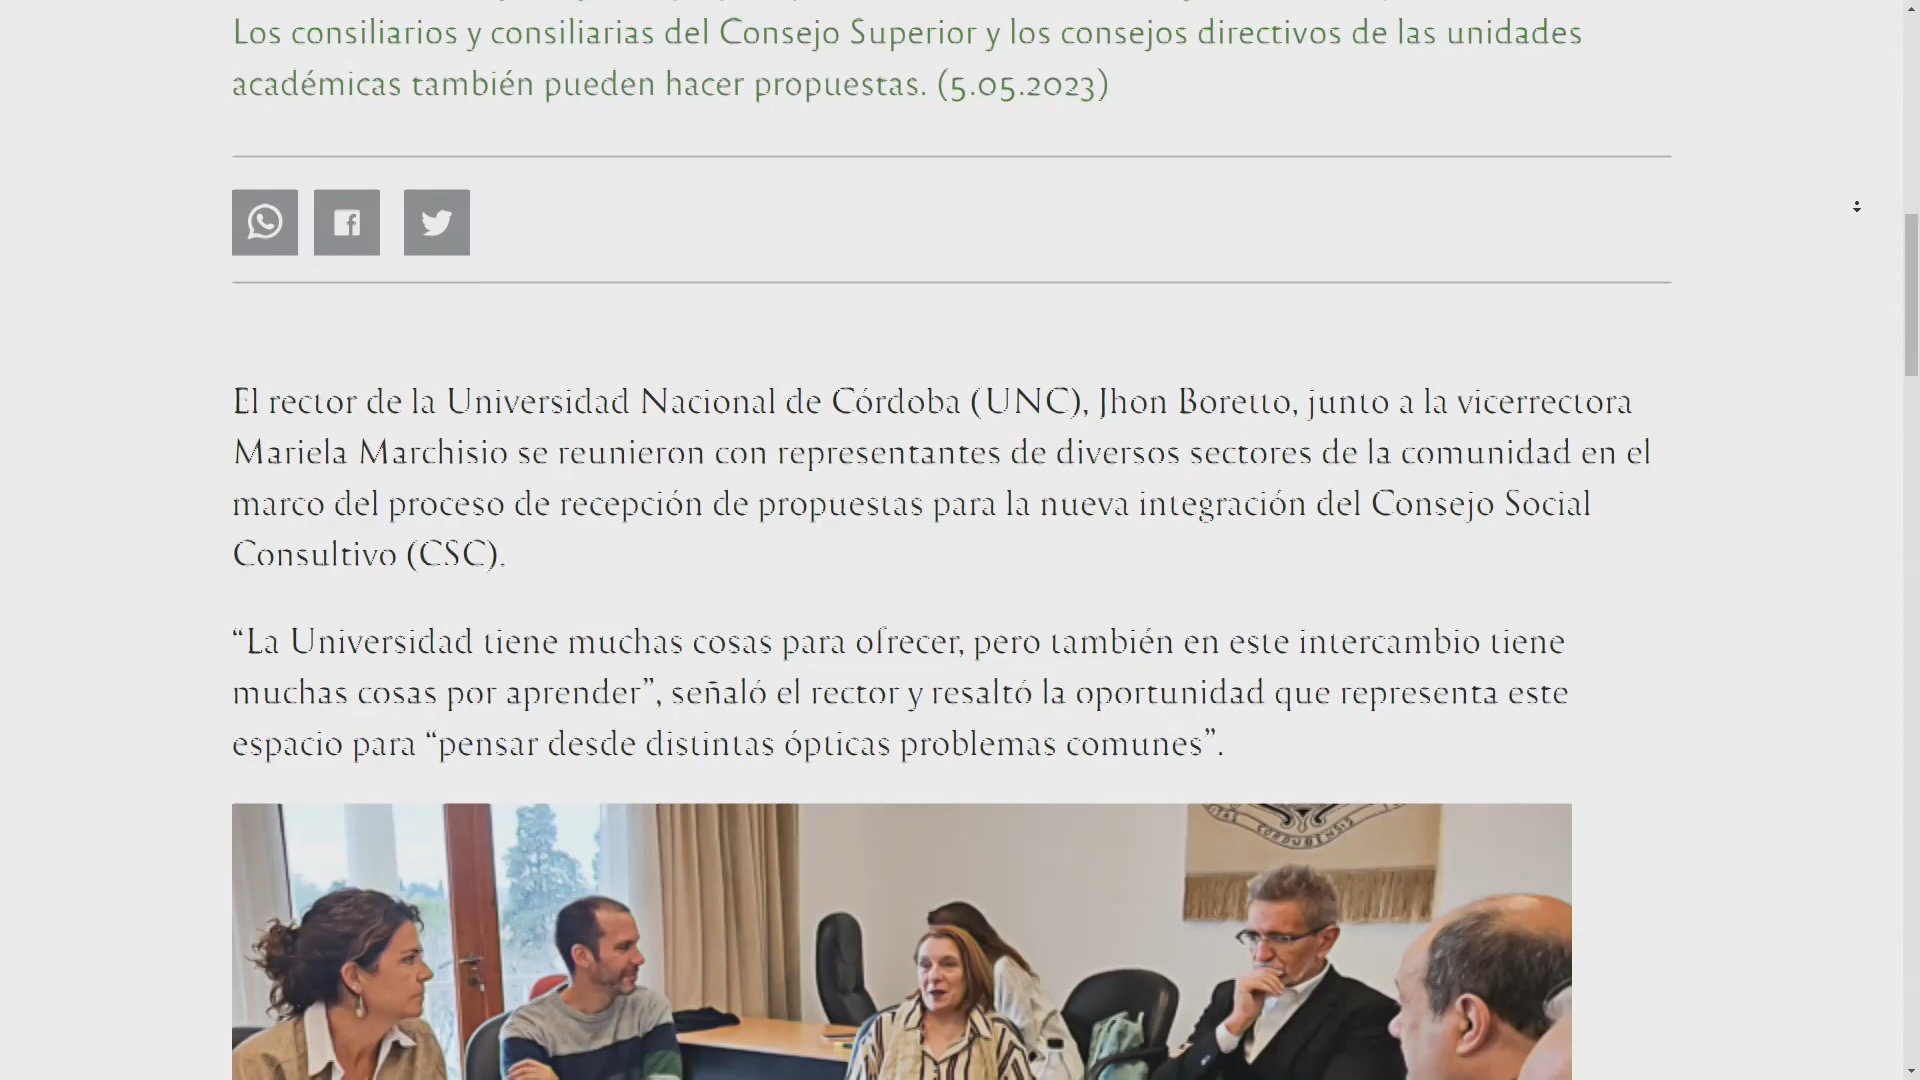 Los consiliarios y consiliarias del Consejo Superior y los consejos directivos de las unidades
académicas también pueden hacer propuestas. (5.05.2023)
El rector de la Universidad Nacional de Córdoba (UNC), Jhon Boretto, junto a la vicerrectora
Mariela Marchisio se reunieron con representantes de diversos sectores de la comunidad en el
marco del proceso de recepción de propuestas para la nueva integración del Consejo Social
Consultivo (CSC).
“La Universidad tiene muchas cosas para ofrecer, pero también en este intercambio tiene
muchas cosas por aprender”, señaló el rector y resaltó la oportunidad que representa este
espacio para “pensar desde distintas ópticas problemas comunes”.